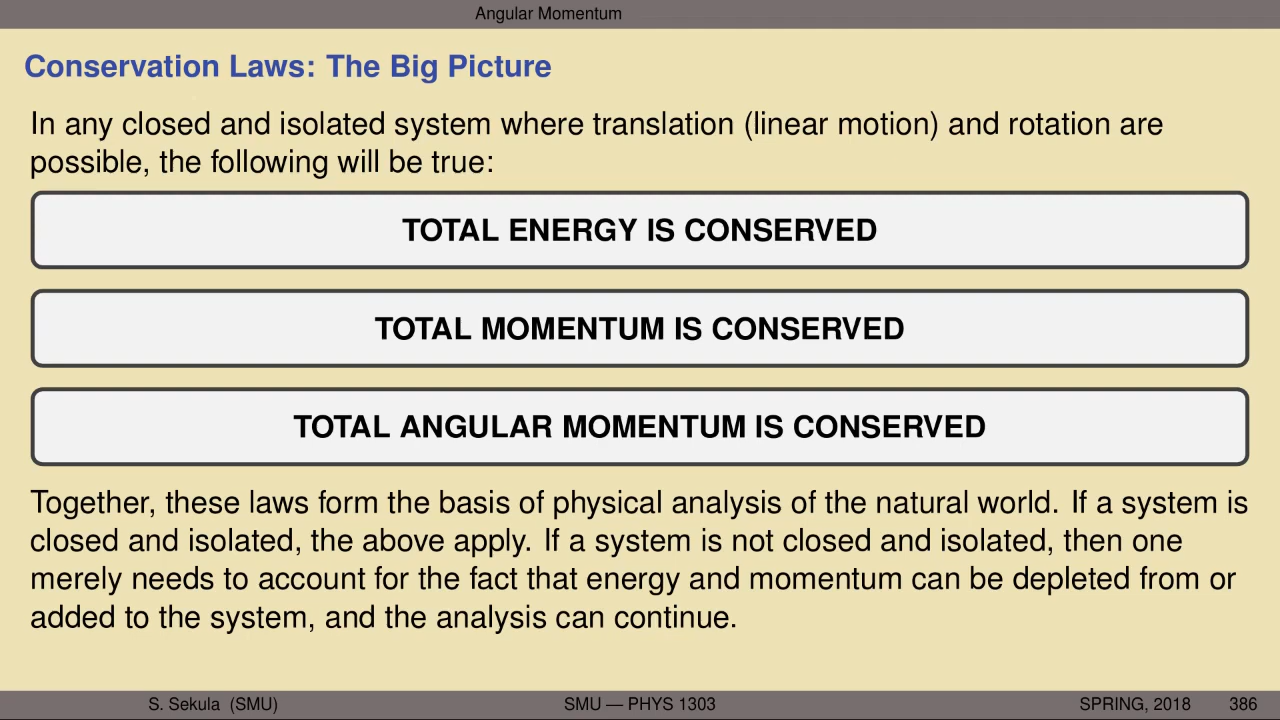 Angular Momentum
Conservation Laws: The Big Picture
In any closed and isolated system where translation (linear motion) and rotation are
possible, the following will be true:
TOTAL ENERGY IS CONSERVED
TOTAL MOMENTUM IS CONSERVED
TOTAL ANGULAR MOMENTUM IS CONSERVED
Together, these laws form the basis of physical analysis of the natural world. If a system is
closed and isolated, the above apply. If a system is not closed and isolated, then one
merely needs to account for the fact that energy and momentum can be depleted from or
added to the system, and the analysis can continue.
S. Sekula (SMU) SMU — PHYS 1303 SPRING, 2018 386